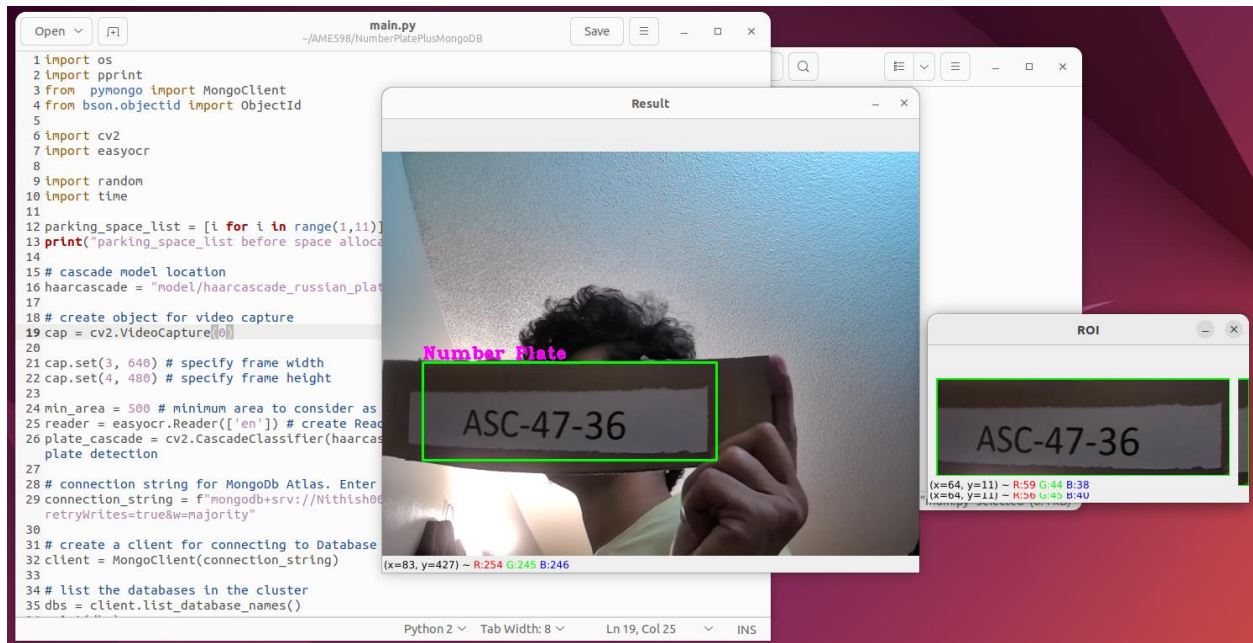 Open
main.py
~/AMES98/NumberPlatePlusMongoDB
Save
1 import os
2 import pprint
3 from  pymongo import MongoClient
4 from bson.objectid import ObjectId
5
6 import cv2
7 import easyocr
8
9 import random
10 import time
11
12 parking_space_list = [i for i in range(1,11)]
13 print("parking_space_list before space alloca
14
15 # cascade model location
16 haarcascade = "model/haarcascade_russian_plat
17
18 # create object for video capture
19 cap = cv2.VideoCapture(0)
20
21 cap.set(3, 640) # specify frame width
22 cap.set(4, 480) # specify frame height
23
24 min_area = 500 # minimum area to consider as
25 reader = easyocr.Reader(['en']) # create Reac
26 plate_cascade = cv2.CascadeClassifier(haarcas
plate detection
27
28 # connection string for MongoDb Atlas. Enter
29 connection_string = f"mongodb+srv://Nithish00
retryWrites=true&w=majority"
30
31 # create a client for connecting to Database
32 client = MongoClient(connection_string)
33
34 # list the databases in the cluster
35 dbs = client.list_database_names()
Python 2
Tab Width: 8
Ln 19, Col 25
INS
Result
Number Plate
ASC-47-36
(x=83, y=427) ~ R:254 G:245 B:246
ROI
ASC-47-36
(x=64, y=11) ~ R:59 G:44 B:38
(x=64, y=11) ~ R:56 G:45 B:40